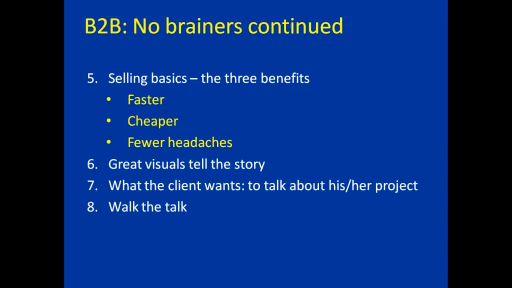 B2B: No brainers continued
5. Selling basics – the three benefits
• Faster
• Cheaper
• Fewer headaches
6. Great visuals tell the story
7. What the client wants: to talk about his/her project
8. Walk the talk